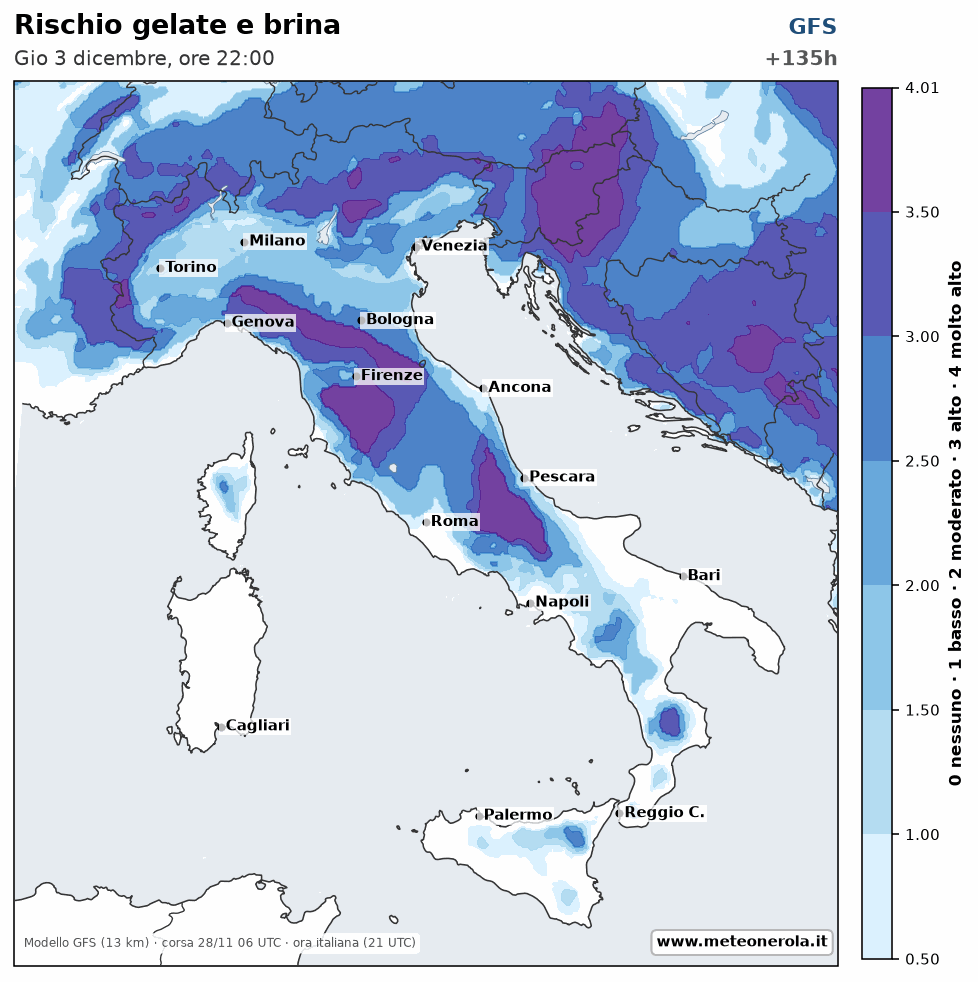 Rischio gelate e brina
GFS
Gio 3 dicembre, ore 22:00
+135h
4.01
3.50
3.00
2.50
2.00
1.50
1.00
0.50
0 nessuno · 1 basso · 2 moderato · 3 alto · 4 molto alto
Milano
Venezia
Torino
Genova
Bologna
Firenze
Ancona
Pescara
Roma
Bari
Napoli
Cagliari
Palermo
Reggio C.
Modello GFS (13 km) · corsa 28/11 06 UTC · ora italiana (21 UTC)
www.meteonerola.it